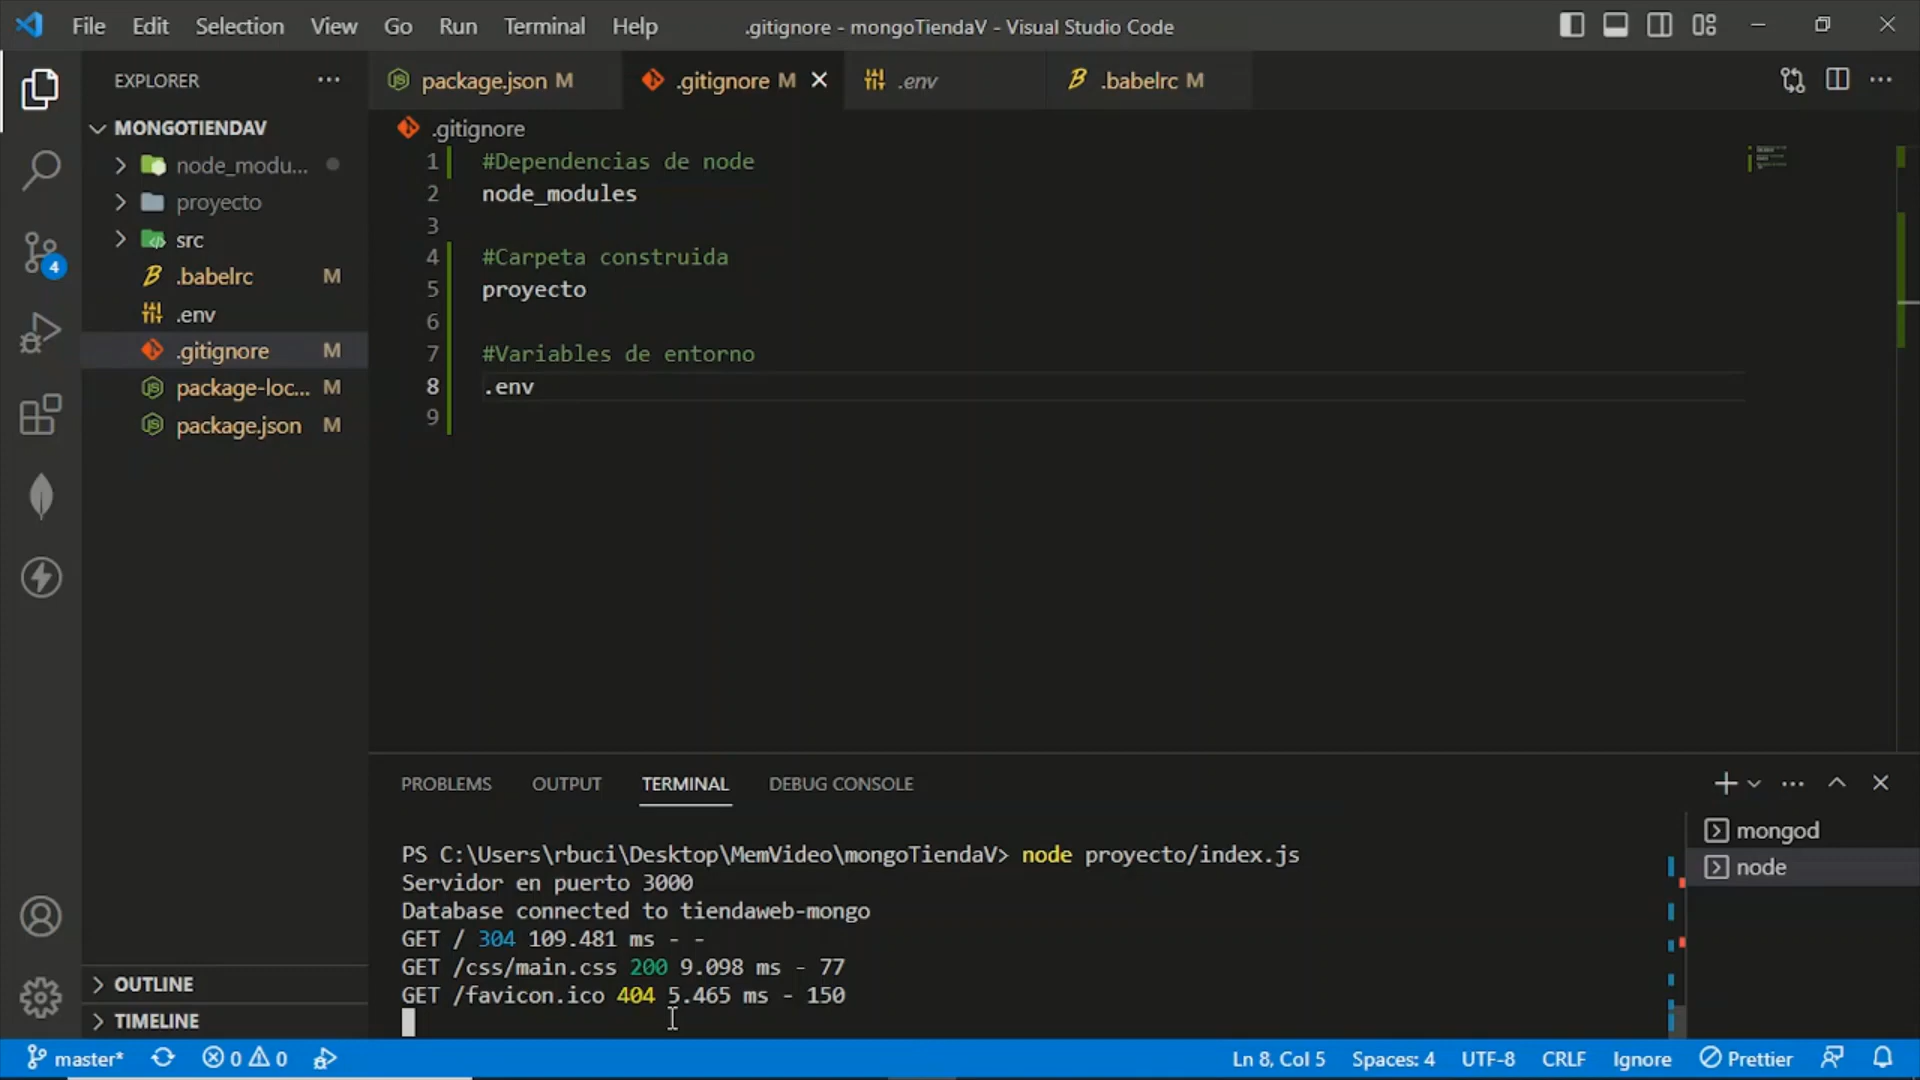 File Edit Selection View Go Run Terminal Help .gitignore - mongoTiendaV - Visual Studio Code
EXPLORER
package.json M .gitignore M .env .babelrc M
MONGOTIENDAV
node_modu...
proyecto
src
.babelrc M
.env
.gitignore M
package-loc... M
package.json M
OUTLINE
TIMELINE
4
.gitignore
1 #Dependencias de node
2 node_modules
3
4 #Carpeta construida
5 proyecto
6
7 #Variables de entorno
8 .env
9
PROBLEMS OUTPUT TERMINAL DEBUG CONSOLE
PS C:\Users\rbuci\Desktop\MemVideo\mongoTiendaV> node proyecto/index.js
Servidor en puerto 3000
Database connected to tiendaweb-mongo
GET / 304 109.481 ms - -
GET /css/main.css 200 9.098 ms - 77
GET /favicon.ico 404 5.465 ms - 150
mongod
node
master* 0 0 Ln 8, Col 5 Spaces: 4 UTF-8 CRLF Ignore Prettier